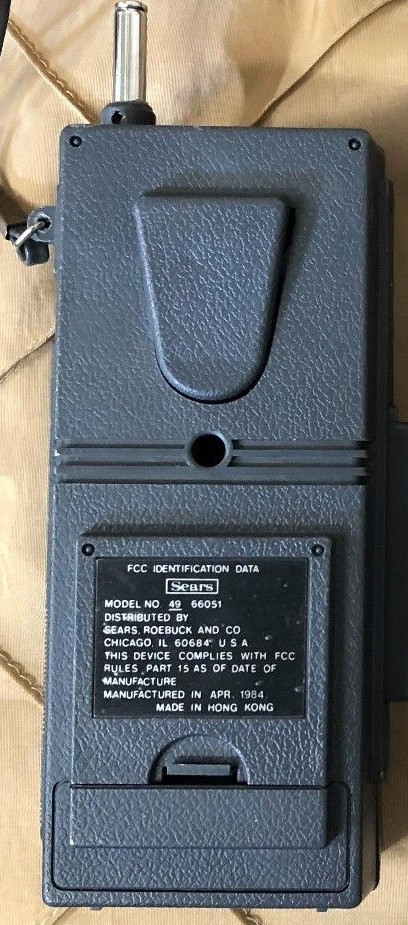 FCC IDENTIFICATION DATA
Sears
MODEL NO. 49 66051
DISTRIBUTED BY
SEARS, ROEBUCK AND CO
CHICAGO, IL 60684. U S A
THIS DEVICE COMPLIES WITH FCC
RULES, PART 15 AS OF DATE OF
MANUFACTURE
MANUFACTURED IN APR. 1984
MADE IN HONG KONG